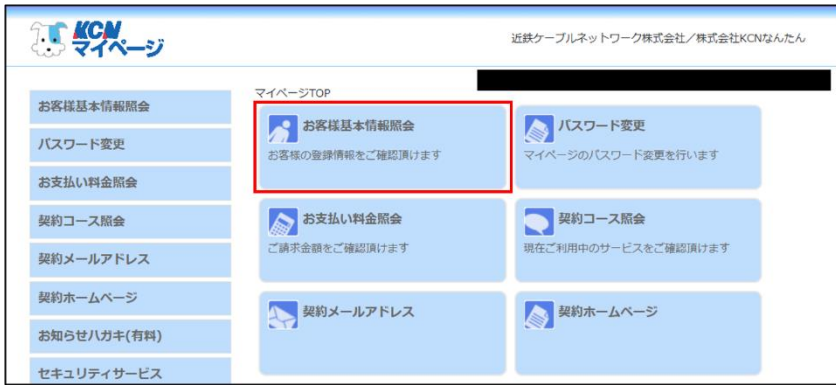 KCN
マイページ
近鉄ケーブルネットワーク株式会社／株式会社KCNなんたん
お客様基本情報照会
パスワード変更
お支払い料金照会
契約コース照会
契約メールアドレス
契約ホームページ
お知らせハガキ(有料)
セキュリティサービス
マイページTOP
お客様基本情報照会
お客様の登録情報をご確認頂けます
パスワード変更
マイページのパスワード変更を行います
お支払い料金照会
ご請求金額をご確認頂けます
契約コース照会
現在ご利用中のサービスをご確認頂けます
契約メールアドレス
契約ホームページ